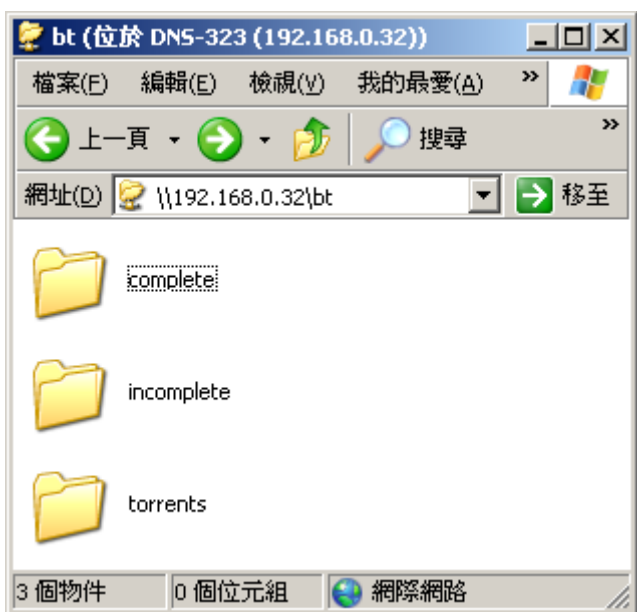 bt (位於 DNS-323 (192.168.0.32))
檔案(F) 編輯(E) 檢視(V) 我的最愛(A) »
上一頁 搜尋 »
網址(D) \\192.168.0.32\bt 移至
complete
incomplete
torrents
3 個物件 0 個位元組 網際網路